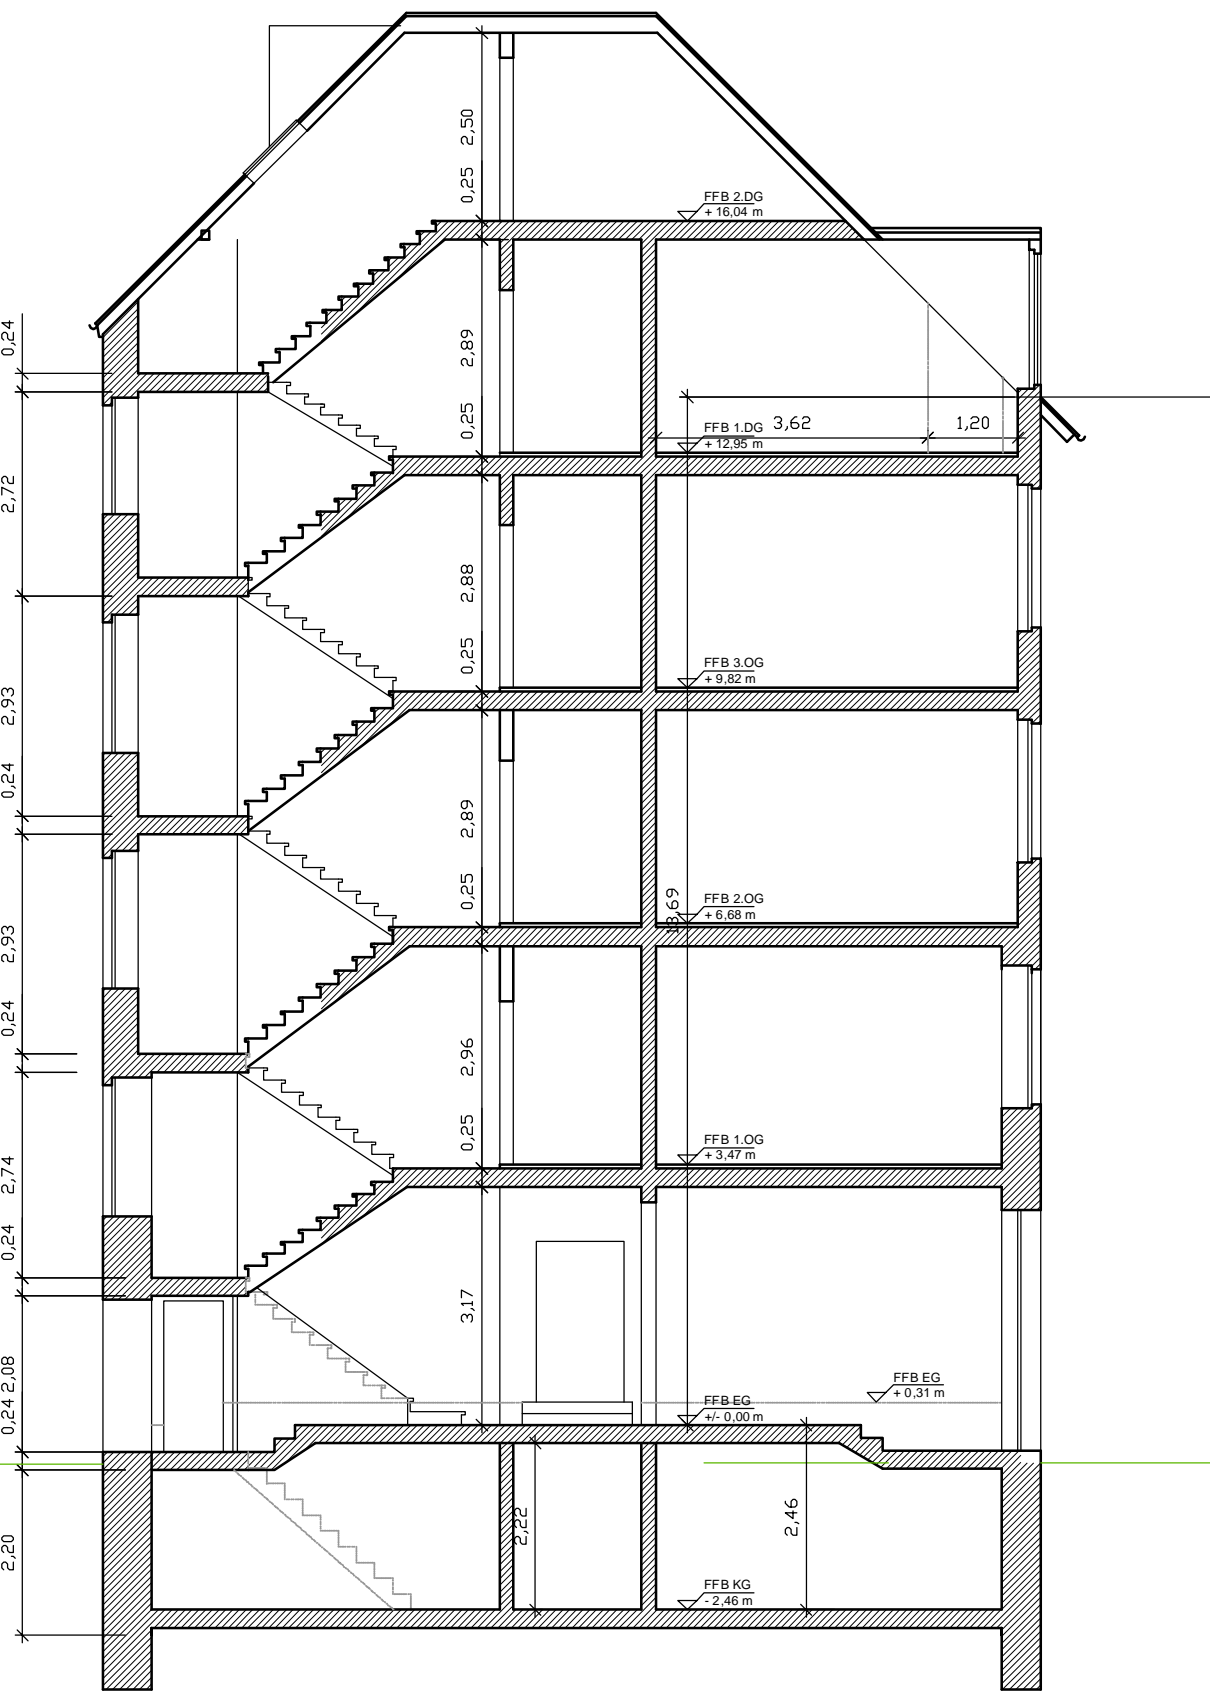 2,50
0,25
FFB 2.DG
+ 16,04 m
0,24
2,89
0,25
3,62
1,20
FFB 1.DG
+ 12,95 m
2,72
2,88
0,25
FFB 3.OG
+ 9,82 m
2,93
0,24
2,89
0,25
13,69
FFB 2.OG
+ 6,68 m
2,93
0,24
2,96
0,25
FFB 1.OG
+ 3,47 m
2,74
0,24
3,17
2,08
0,24
FFB EG
+ 0,31 m
FFB EG
+/- 0,00 m
2,20
2,22
2,46
FFB KG
- 2,46 m